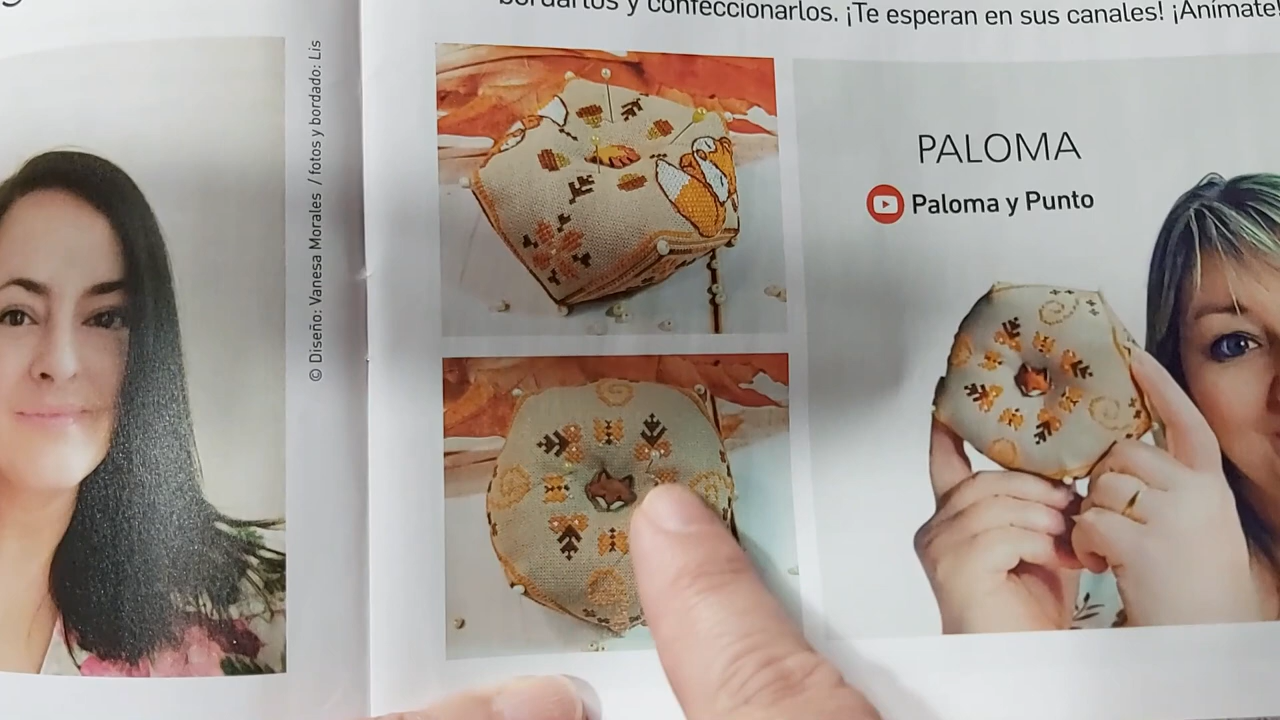 bordarlos y confeccionarlos. ¡Te esperan en sus canales! ¡Anímate!
© Diseño: Vanesa Morales / fotos y bordado: Lis
PALOMA
Paloma y Punto